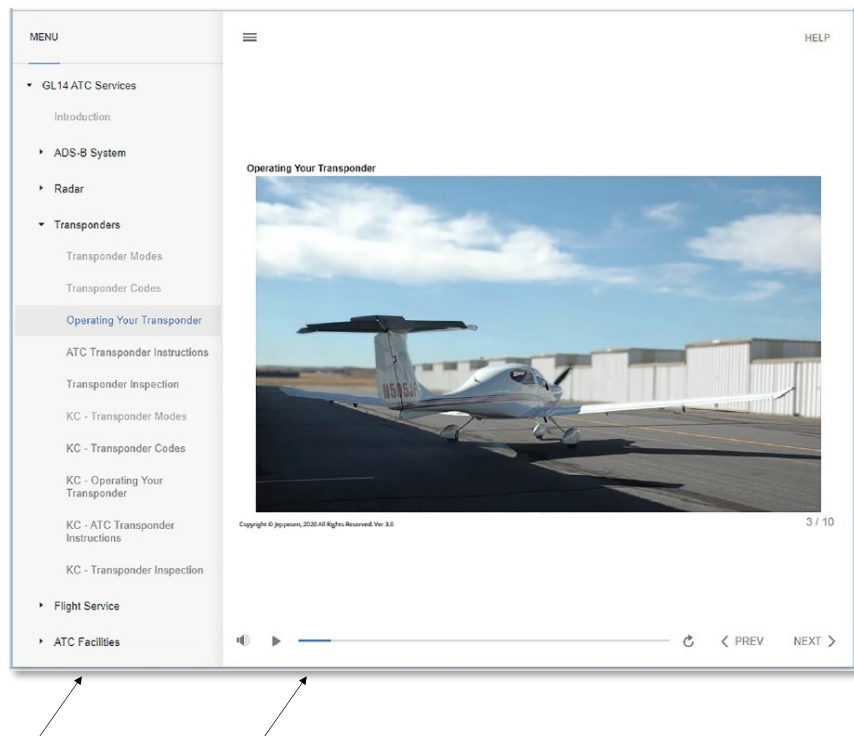 MENU
HELP
GL14 ATC Services
Introduction
ADS-B System
Radar
Transponders
Transponder Modes
Transponder Codes
Operating Your Transponder
ATC Transponder Instructions
Transponder Inspection
KC - Transponder Modes
KC - Transponder Codes
KC - Operating Your
Transponder
KC - ATC Transponder
Instructions
KC - Transponder Inspection
Flight Service
ATC Facilities
Operating Your Transponder
Copyright © Jeppesen, 2020 All Rights Reserved. Ver 3.0
3 / 10
PREV
NEXT